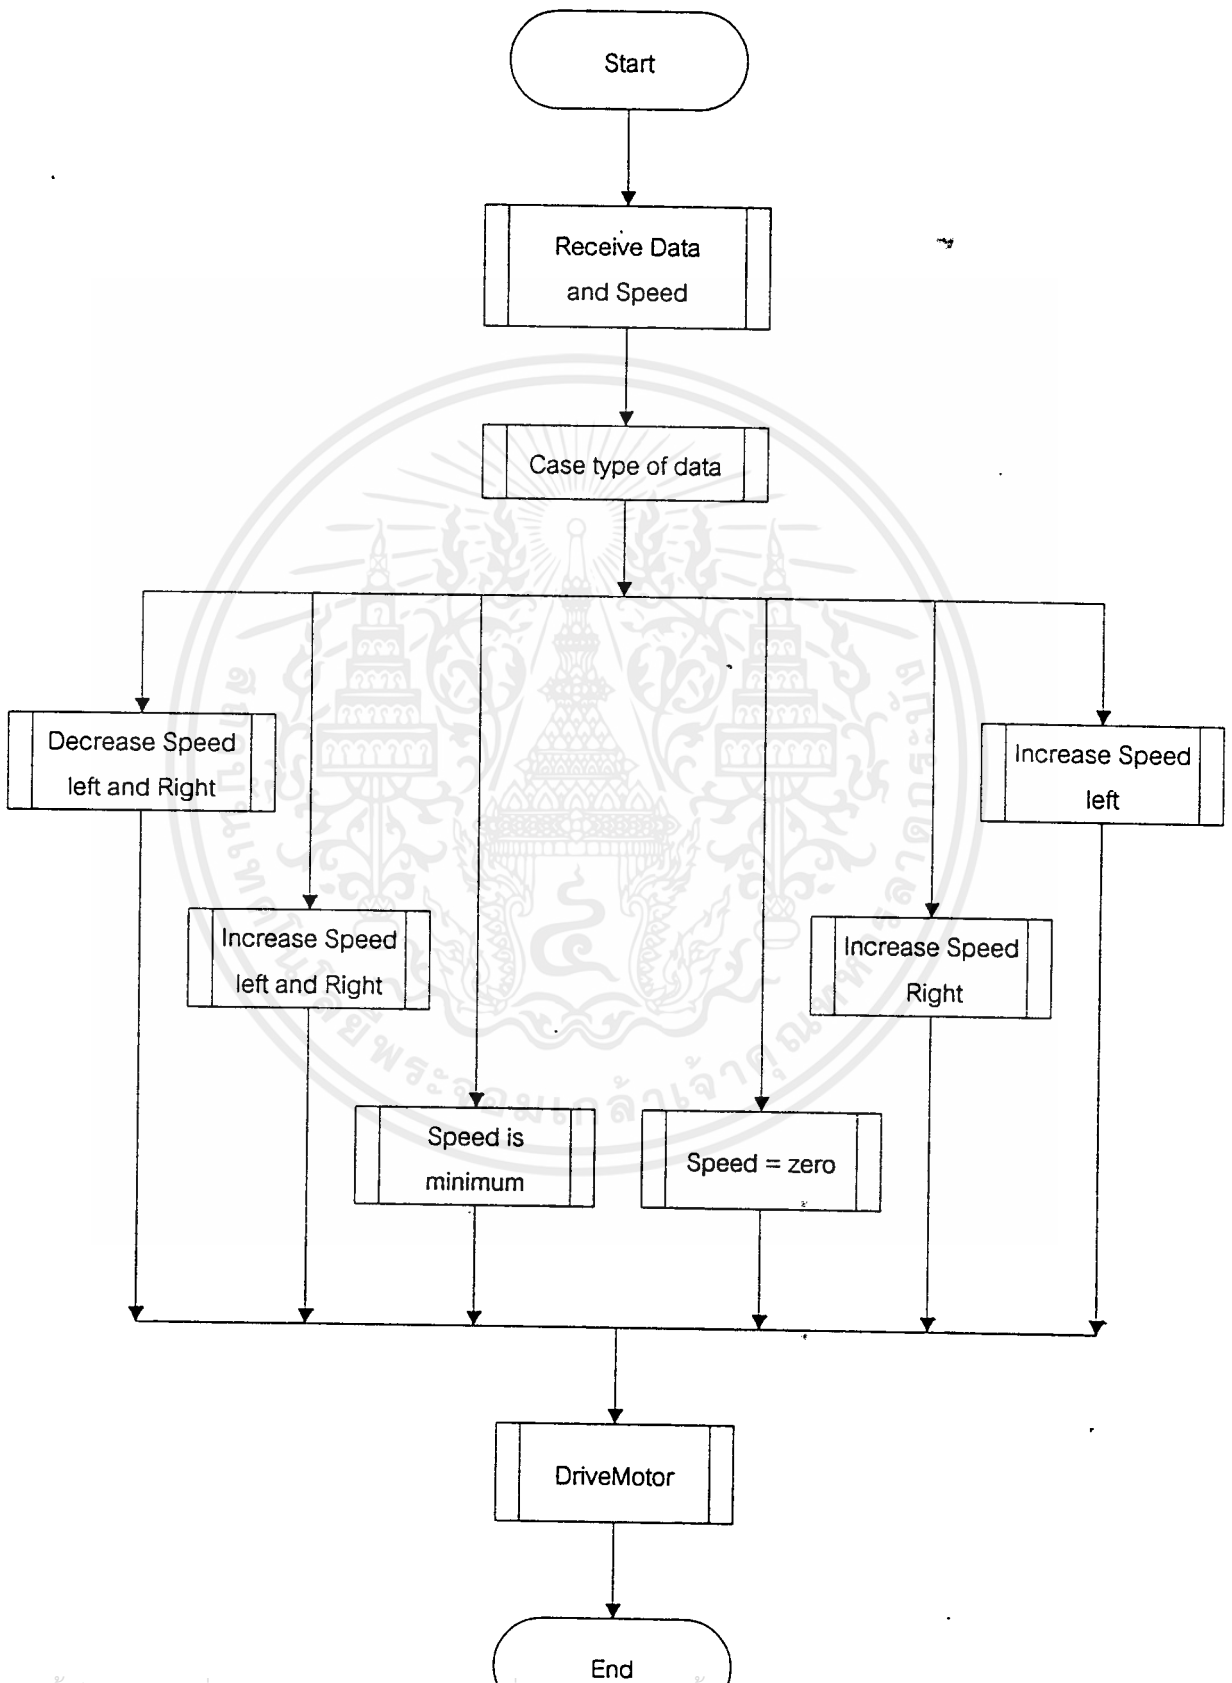 Start
Receive Data
and Speed
Case type of data
Decrease Speed
left and Right
Increase Speed
left
Increase Speed
left and Right
Increase Speed
Right
Speed is
minimum
Speed = zero
DriveMotor
End